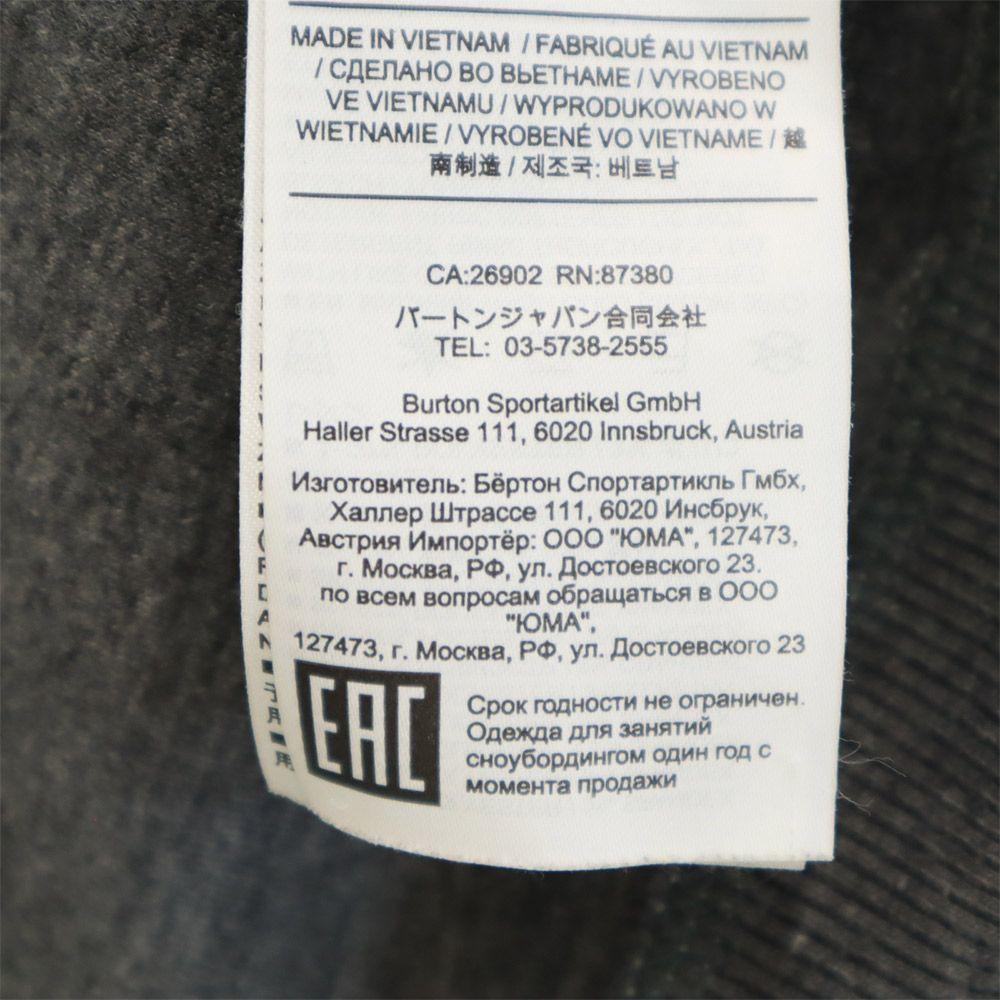 MADE IN VIETNAM / FABRIQUÉ AU VIETNAM
/ СДЕЛАНО ВО ВЬЕТНАМЕ / VYROBENO
VE VIETNAMU / WYPRODUKOWANO W
WIETNAMIE / VYROBENÉ VO VIETNAME / 越
南制造 / 제조국: 베트남
CA:26902 RN:87380
バートンジャパン合同会社
TEL: 03-5738-2555
Burton Sportartikel GmbH
Haller Strasse 111, 6020 Innsbruck, Austria
Изготовитель: Бёртон Спортартикль Гмбх,
Халлер Штрассе 111, 6020 Инсбрук,
Австрия Импортёр: ООО "ЮМА", 127473,
г. Москва, РФ, ул. Достоевского 23.
по всем вопросам обращаться в ООО
"ЮМА",
127473, г. Москва, РФ, ул. Достоевского 23
EAC
Срок годности не ограничен.
Одежда для занятий
сноубордингом один год с
момента продажи